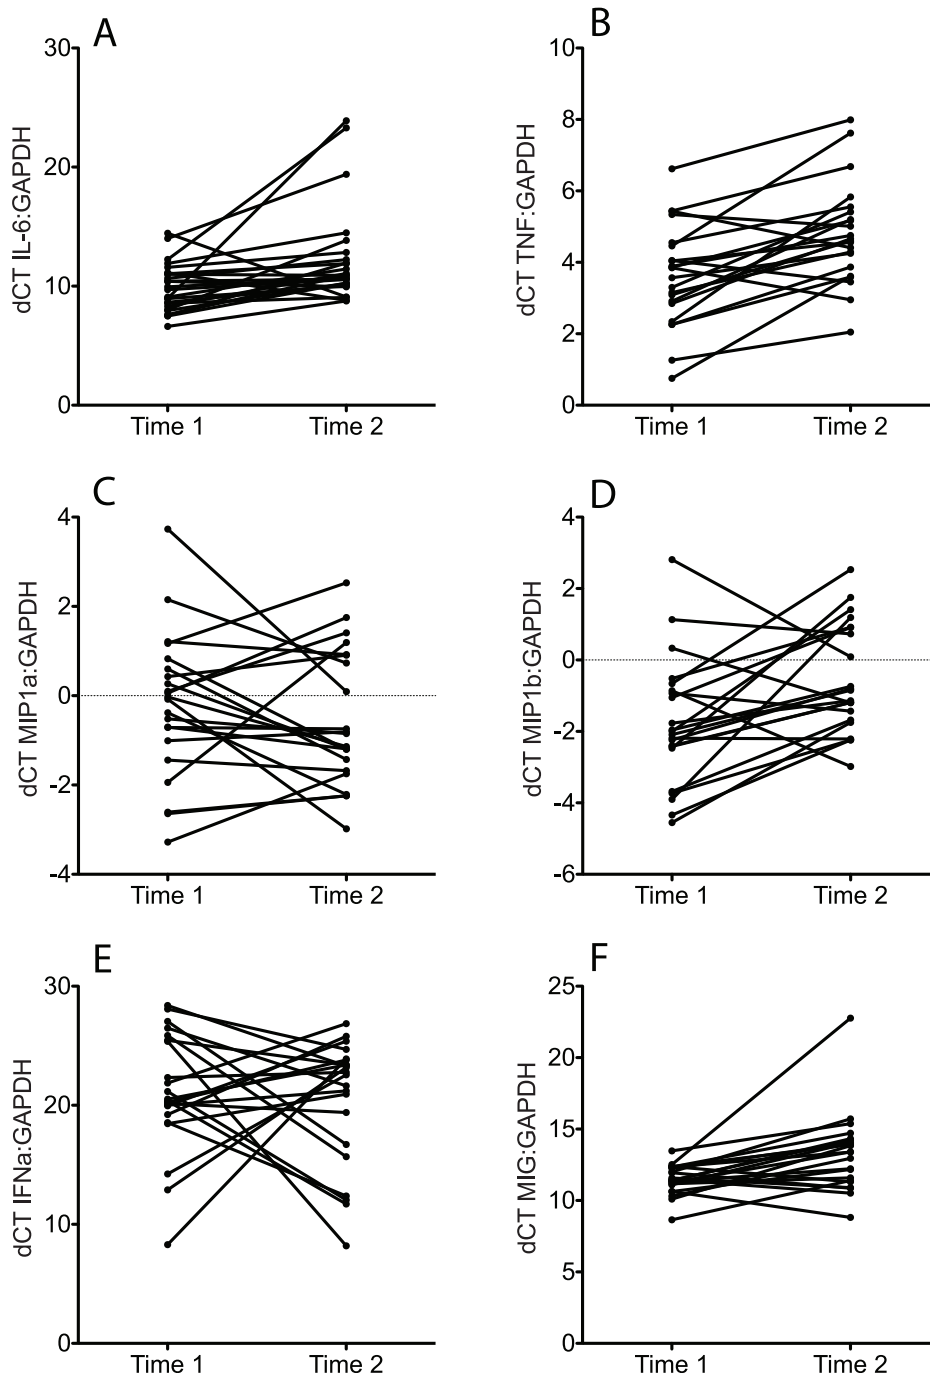 A
dCT IL-6:GAPDH
30
20
10
0
Time 1
Time 2
B
dCT TNF:GAPDH
10
8
6
4
2
0
Time 1
Time 2
C
dCT MIP1a:GAPDH
4
2
0
-2
-4
Time 1
Time 2
D
dCT MIP1b:GAPDH
4
2
0
-2
-4
-6
Time 1
Time 2
E
dCT IFNa:GAPDH
30
20
10
0
Time 1
Time 2
F
dCT MIG:GAPDH
25
20
15
10
5
0
Time 1
Time 2